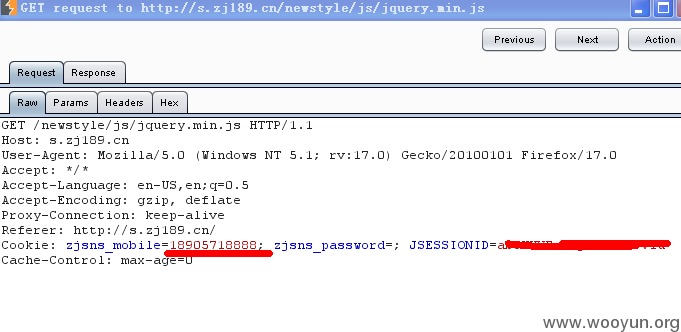 GET request to http://s.zj189.cn/newstyle/js/jquery.min.js
Previous Next Action
Request Response
Raw Params Headers Hex
GET /newstyle/js/jquery.min.js HTTP/1.1
Host: s.zj189.cn
User-Agent: Mozilla/5.0 (Windows NT 5.1; rv:17.0) Gecko/20100101 Firefox/17.0
Accept: */*
Accept-Language: en-US,en;q=0.5
Accept-Encoding: gzip, deflate
Proxy-Connection: keep-alive
Referer: http://s.zj189.cn/
Cookie: zjsns_mobile=18905718888; zjsns_password=; JSESSIONID=
Cache-Control: max-age=0
www.wooyun.org